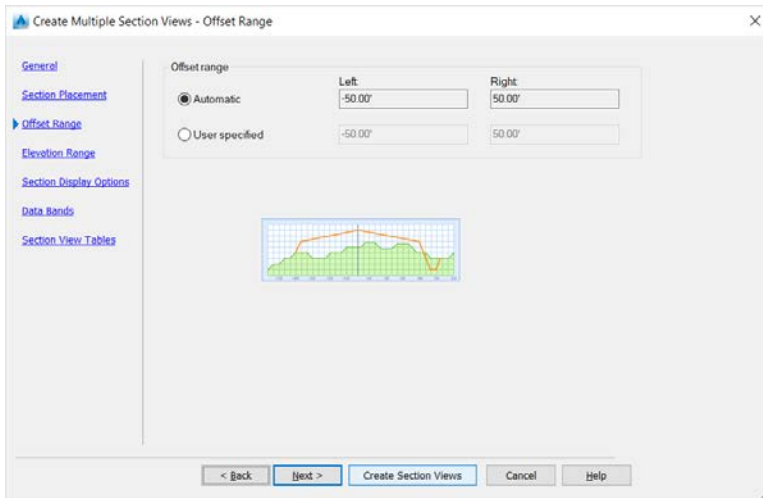 Create Multiple Section Views - Offset Range
General
Section Placement
Offset Range
Elevation Range
Section Display Options
Data Bands
Section View Tables
Offset range
Left Right
Automatic -50.00' 50.00'
User specified -50.00' 50.00'
< Back Next > Create Section Views Cancel Help